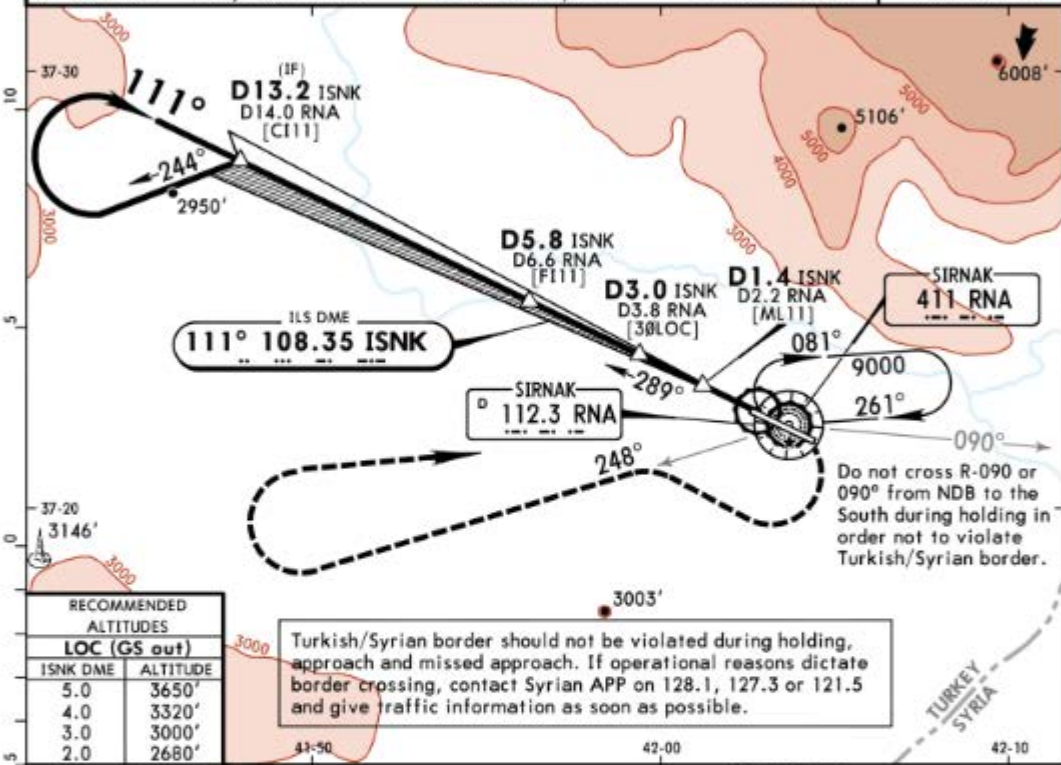 3000
37-30
10
111°
(IF)
D13.2 ISNK
D14.0 RNA
[CI11]
6008'
5000
5106'
5000
4000
244°
2950'
3000
3000
D5.8 ISNK
D6.6 RNA
[FI11]
D3.0 ISNK
D3.8 RNA
[30LOC]
D1.4 ISNK
D2.2 RNA
[ML11]
SIRNAK
411 RNA
5
ILS DME
111° 108.35 ISNK
081°
9000
289°
261°
SIRNAK
D 112.3 RNA
090°
248°
Do not cross R-090 or
090° from NDB to the
South during holding in
order not to violate
Turkish/Syrian border.
37-20
3146'
0
3000
3003'
RECOMMENDED
ALTITUDES
LOC (GS out)
ISNK DME ALTITUDE
5.0 3650'
4.0 3320'
3.0 3000'
2.0 2680'
3000
Turkish/Syrian border should not be violated during holding,
approach and missed approach. If operational reasons dictate
border crossing, contact Syrian APP on 128.1, 127.3 or 121.5
and give traffic information as soon as possible.
TURKEY
SYRIA
5
41-50
42-00
42-10